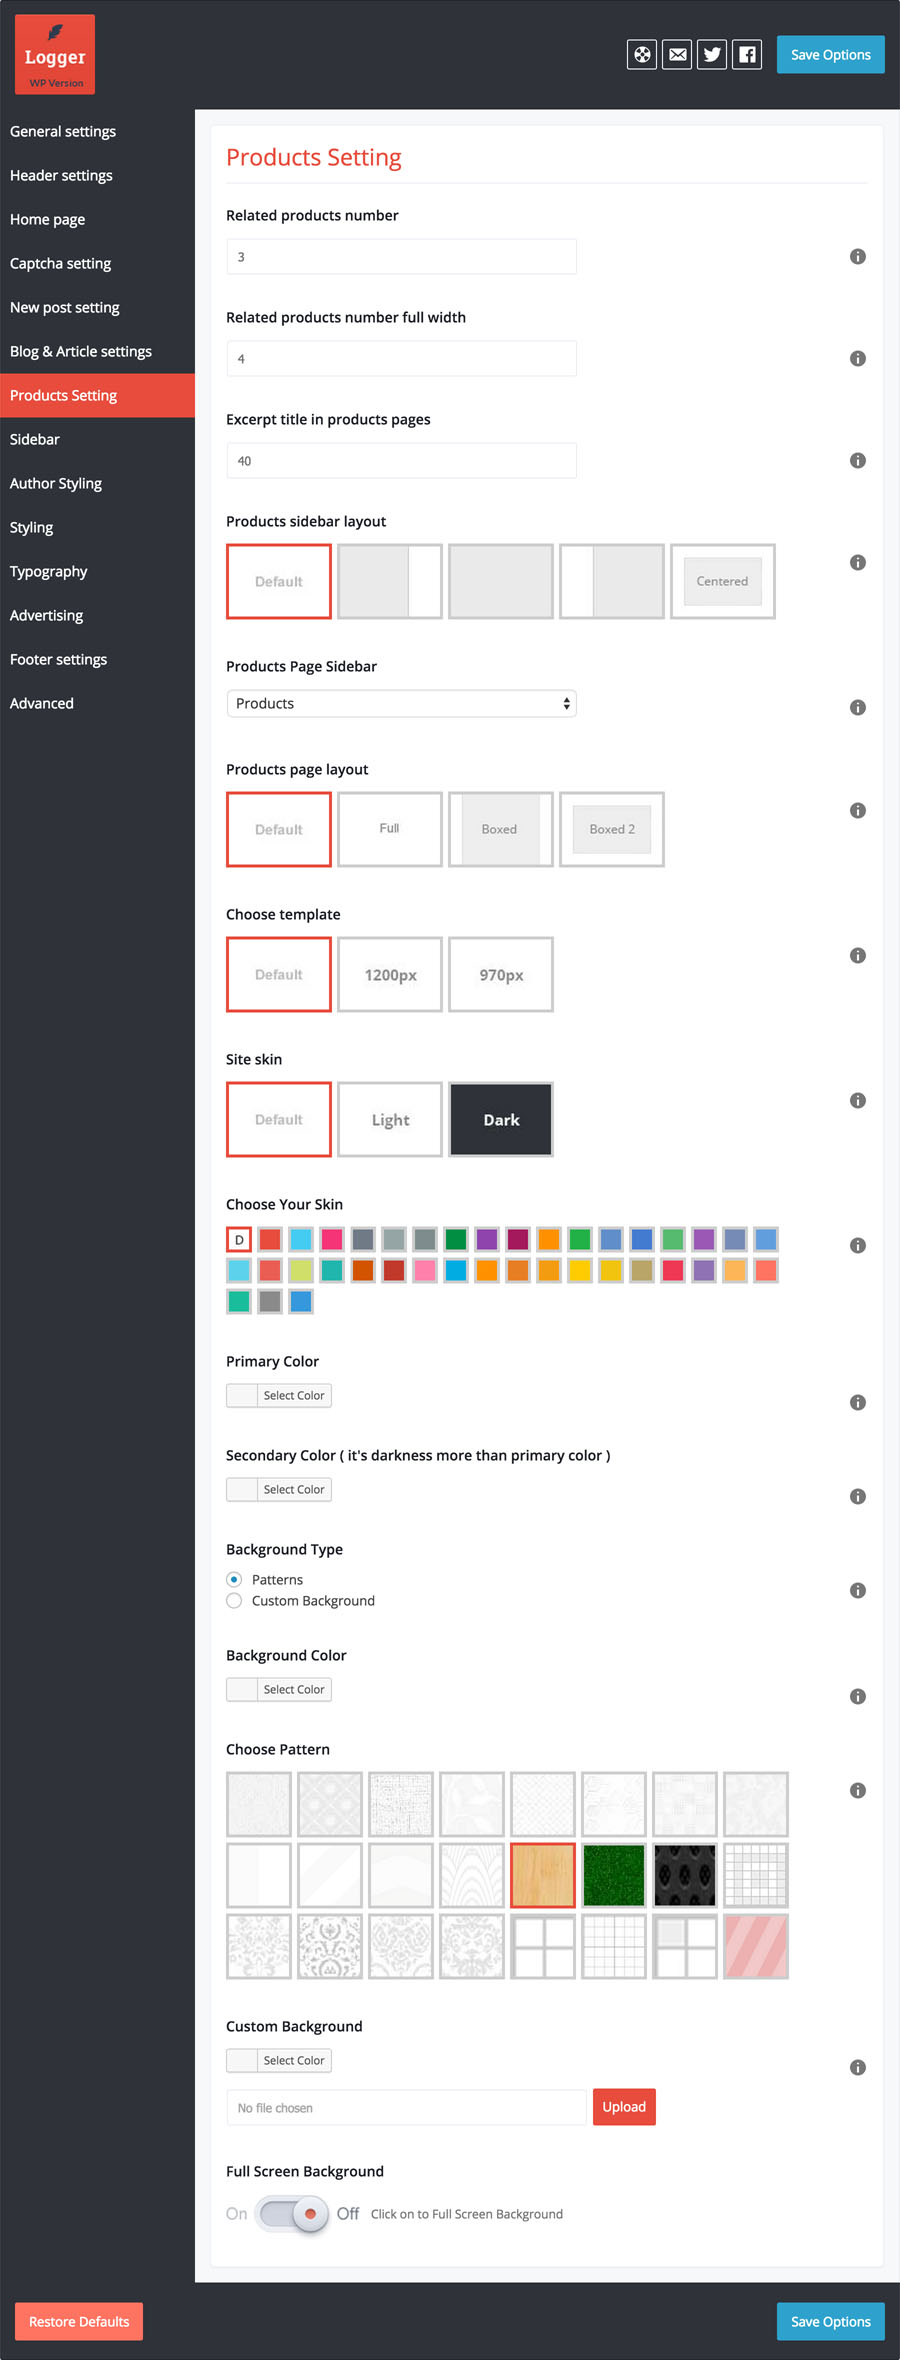 Logger
WP Version
Save Options
General settings
Header settings
Home page
Captcha setting
New post setting
Blog & Article settings
Products Setting
Sidebar
Author Styling
Styling
Typography
Advertising
Footer settings
Advanced
Products Setting
Related products number
3
Related products number full width
4
Excerpt title in products pages
40
Products sidebar layout
Default
Centered
Products Page Sidebar
Products
Products page layout
Default Full Boxed Boxed 2
Choose template
Default 1200px 970px
Site skin
Default Light Dark
Choose Your Skin
D
Primary Color
Select Color
Secondary Color ( it's darkness more than primary color )
Select Color
Background Type
Patterns
Custom Background
Background Color
Select Color
Choose Pattern
Custom Background
Select Color
No file chosen Upload
Full Screen Background
On Off Click on to Full Screen Background
Restore Defaults
Save Options